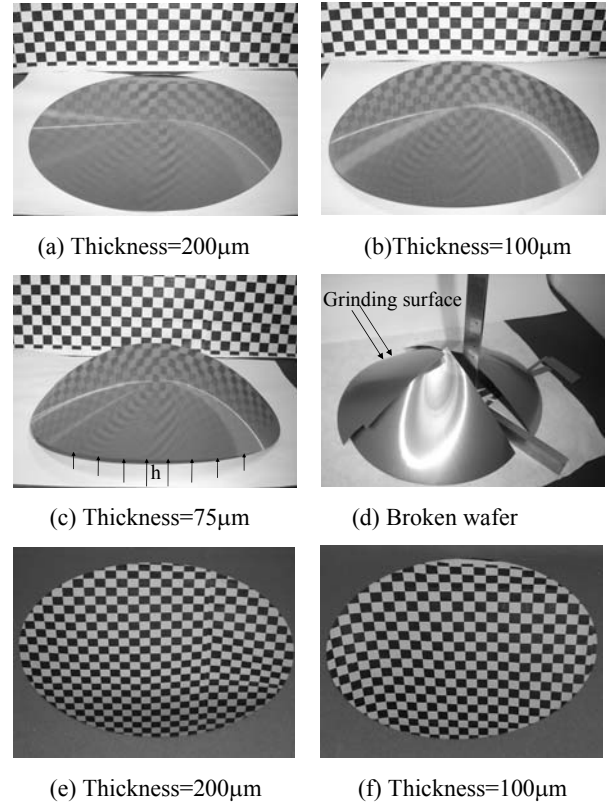 (a) Thickness=200μm
(b)Thickness=100μm
Grinding surface
h
(c) Thickness=75μm
(d) Broken wafer
(e) Thickness=200μm
(f) Thickness=100μm